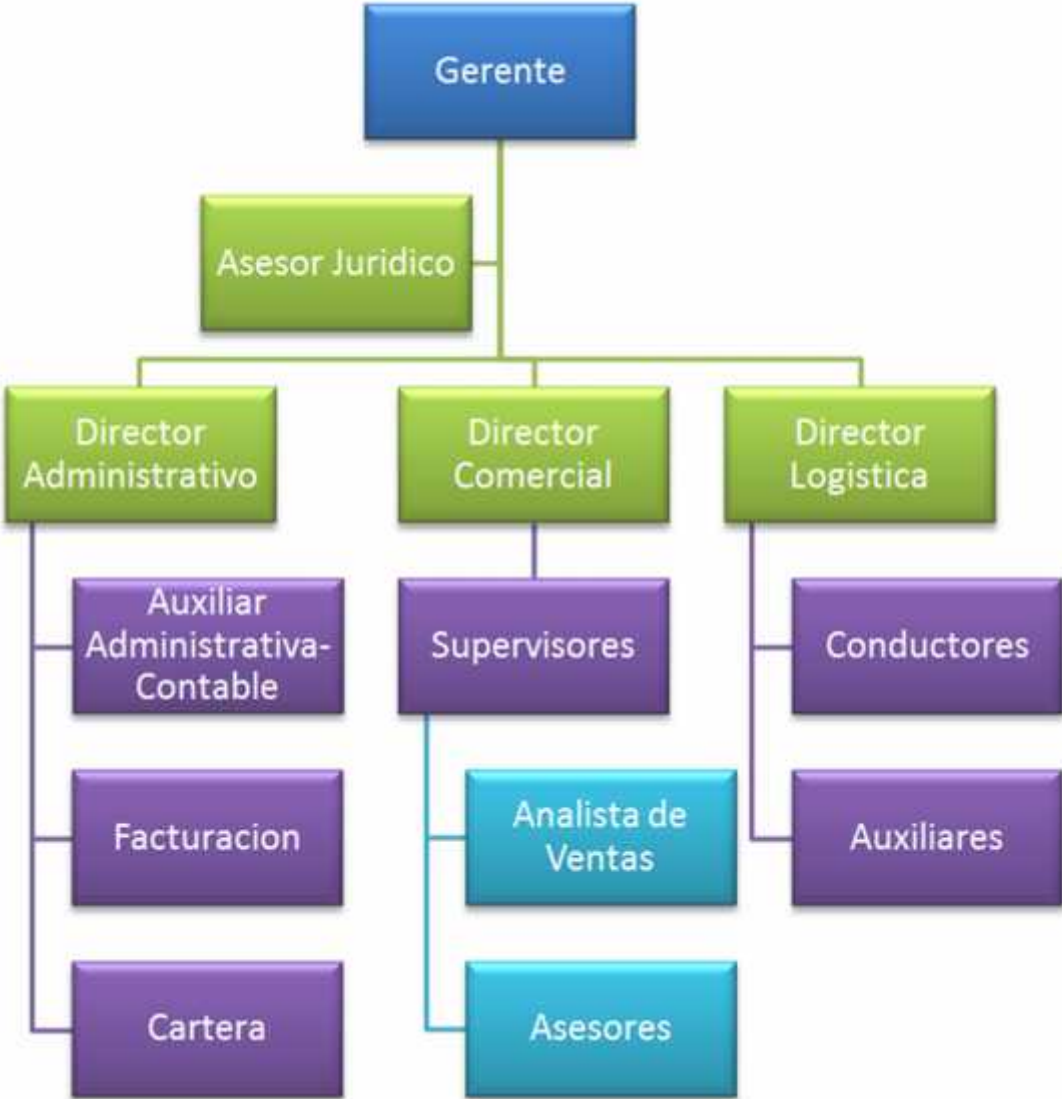 Gerente
Asesor Juridico
Director
Administrativo
Director
Comercial
Director
Logistica
Auxiliar
Administrativa-
Contable
Supervisores
Conductores
Facturacion
Analista de
Ventas
Auxiliares
Cartera
Asesores